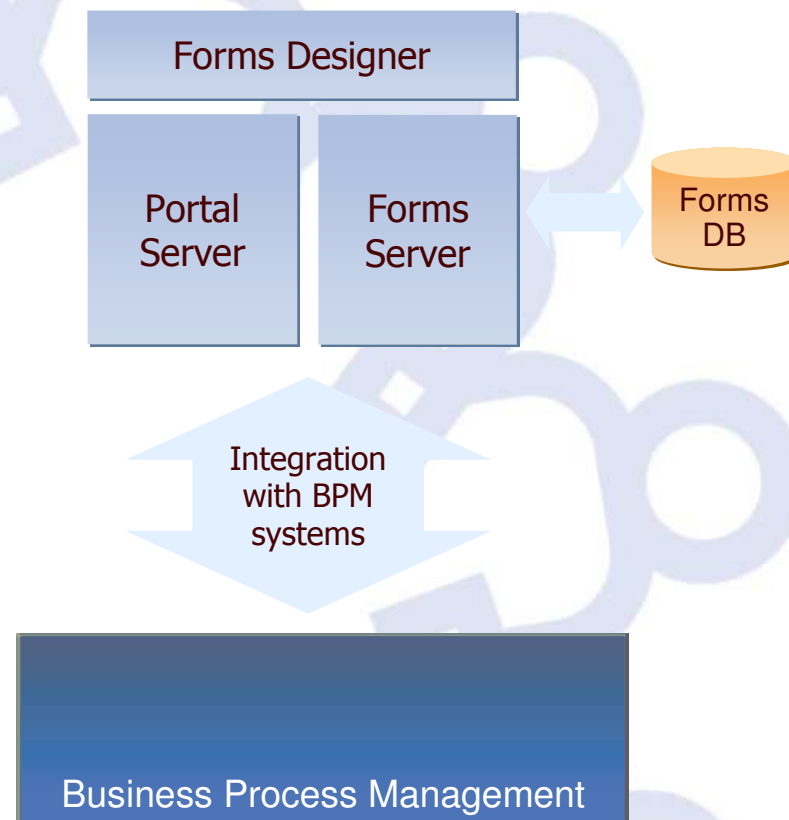 Forms Designer
Portal
Server
Forms
Server
Forms
DB
Integration
with BPM
systems
Business Process Management